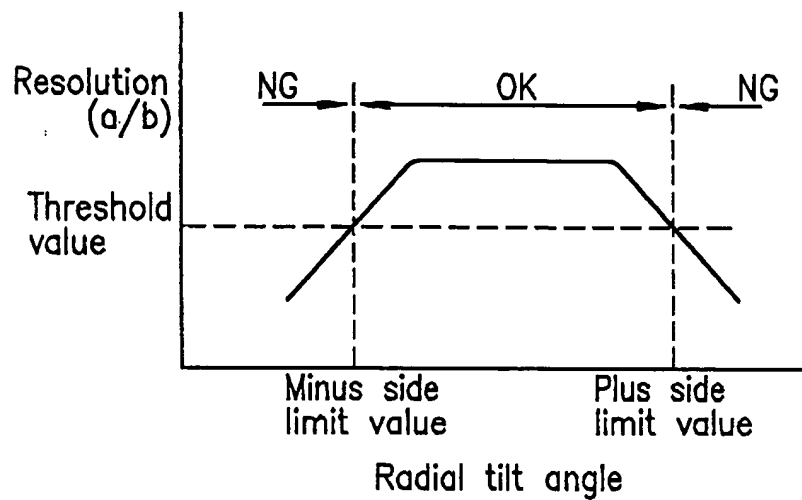 Resolution
(a/b)
NG
OK
NG
Threshold
value
Minus side
limit value
Plus side
limit value
Radial tilt angle